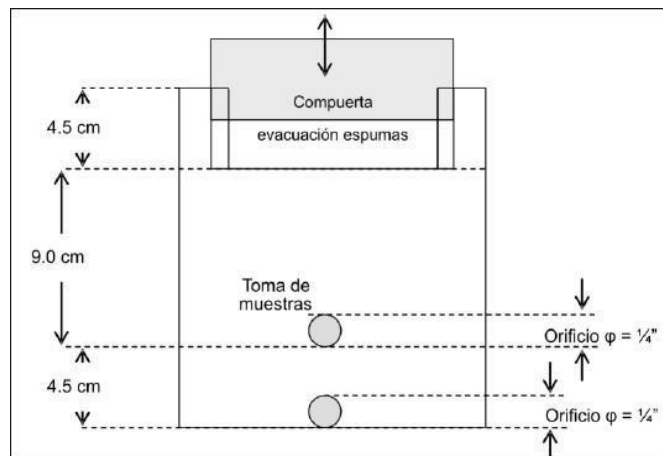 Compuerta
4.5 cm
evacuación espumas
9.0 cm
Toma de
muestras
Orificio φ = ¼"
4.5 cm
Orificio φ = ¼"